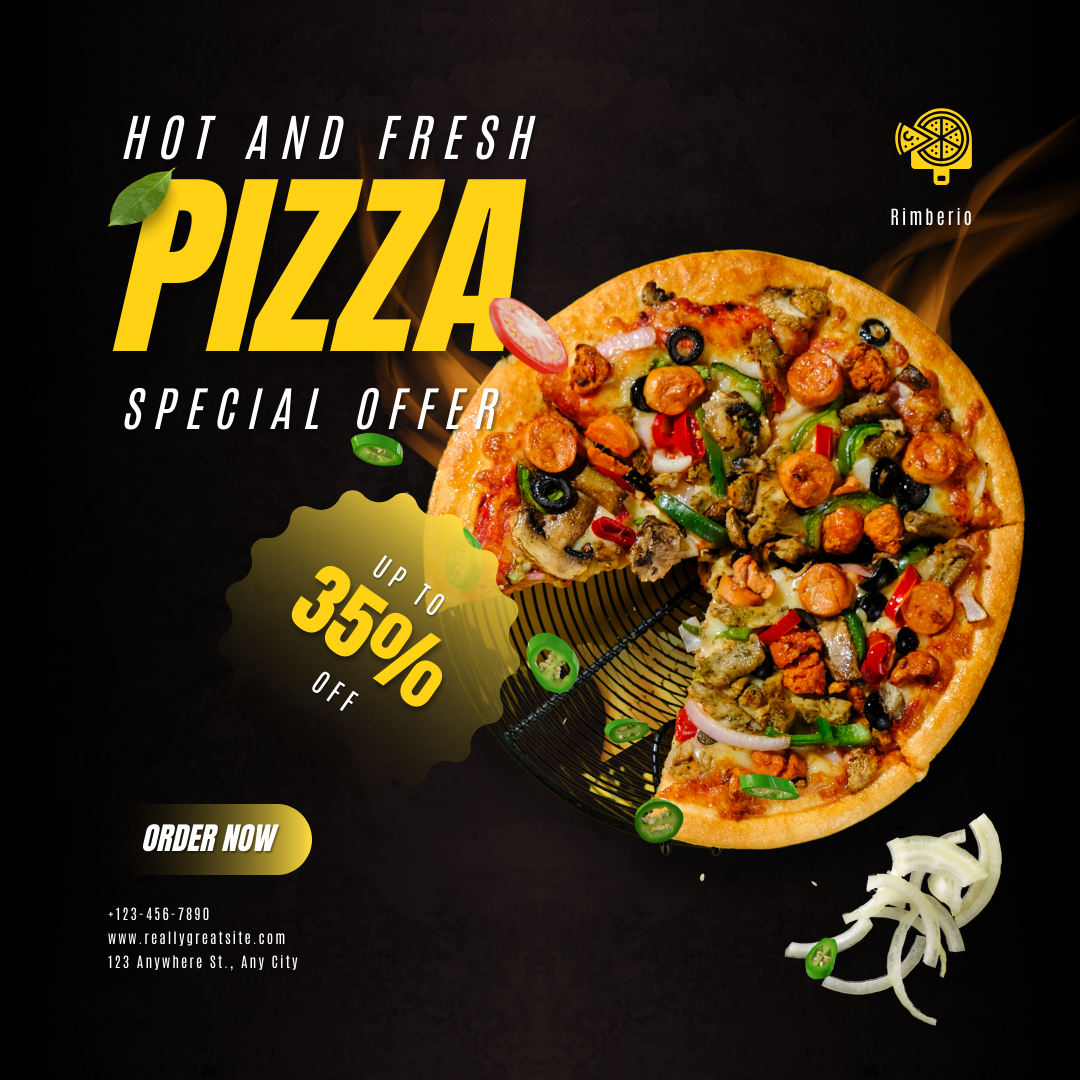 HOT AND FRESH
PIZZA
SPECIAL OFFER
Rimberio
UP TO
35%
OFF
ORDER NOW
+123-456-7890
www.reallygreatsite.com
123 Anywhere St., Any City